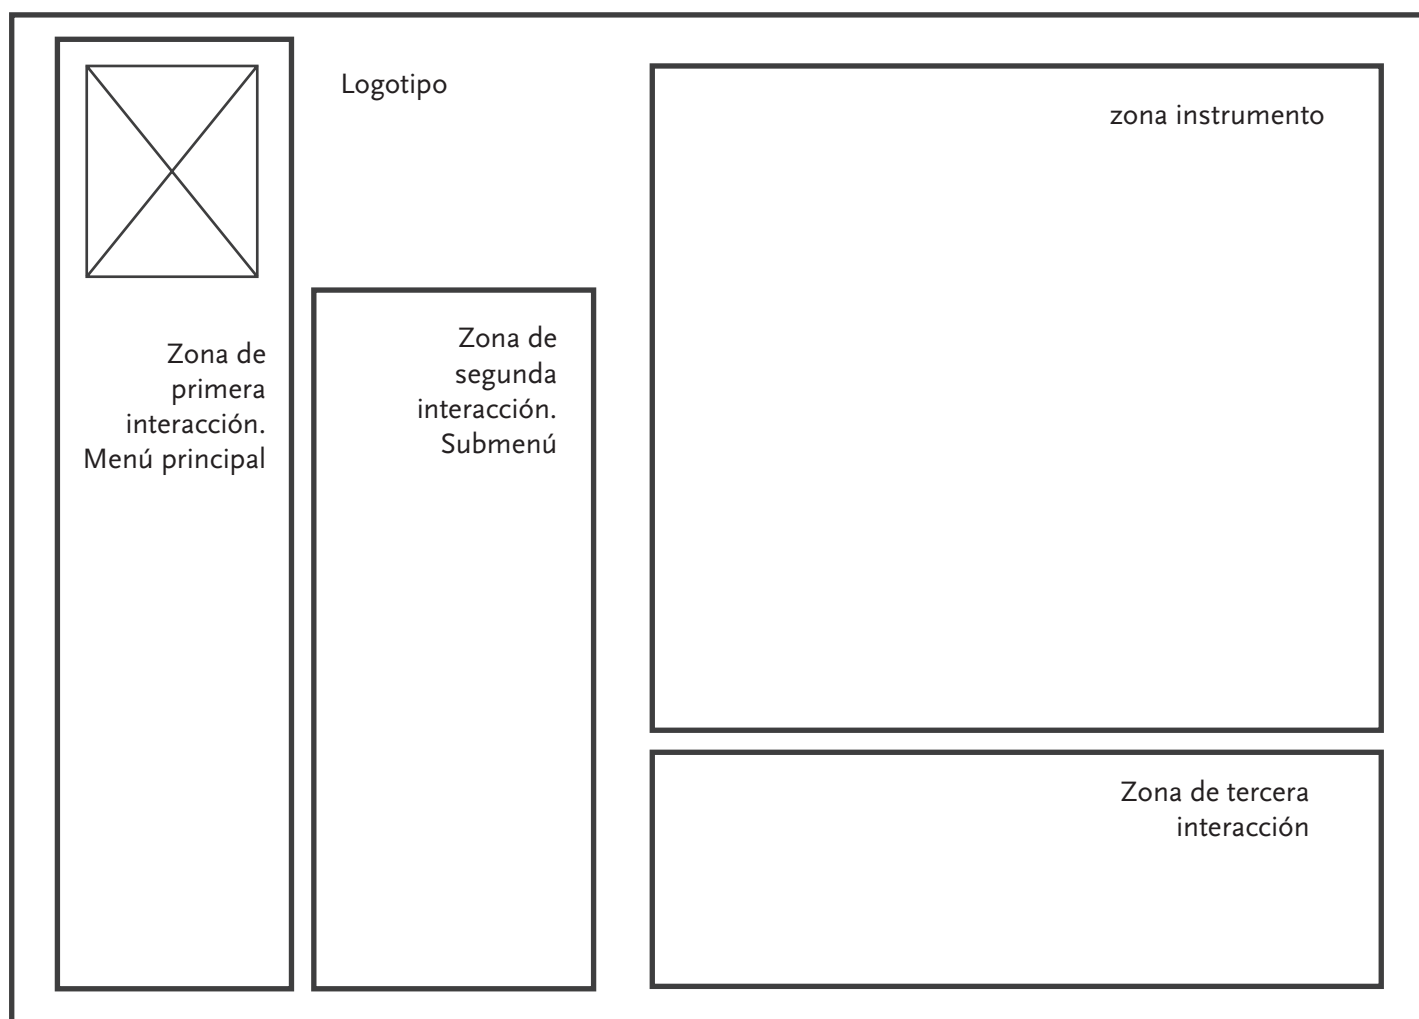 Logotipo
zona instrumento
Zona de
primera
interacción.
Menú principal
Zona de
segunda
interacción.
Submenú
Zona de tercera
interacción